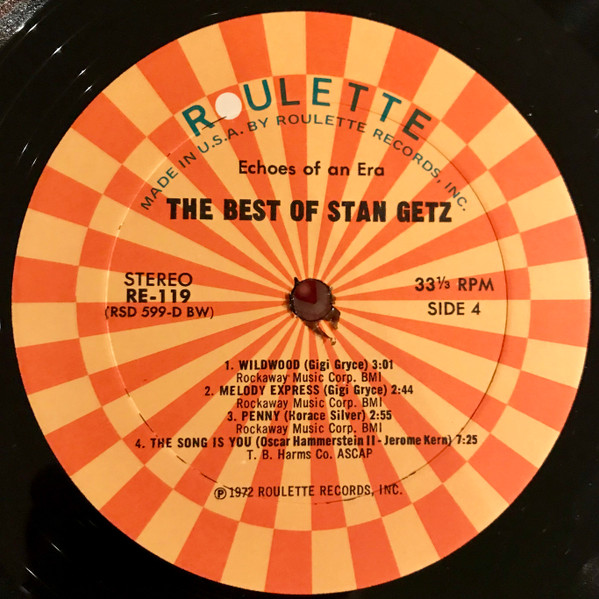 ROULETTE
MADE IN U.S.A. BY ROULETTE RECORDS, INC.
Echoes of an Era
THE BEST OF STAN GETZ
STEREO
RE-119
(RSD 599-D BW)
33⅓ RPM
SIDE 4
1. WILDWOOD (Gigi Gryce) 3:01
Rockaway Music Corp. BMI
2. MELODY EXPRESS (Gigi Gryce) 2:44
Rockaway Music Corp. BMI
3. PENNY (Horace Silver) 2:55
Rockaway Music Corp. BMI
4. THE SONG IS YOU (Oscar Hammerstein II - Jerome Kern) 7:25
T. B. Harms Co. ASCAP
℗ 1972 ROULETTE RECORDS, INC.